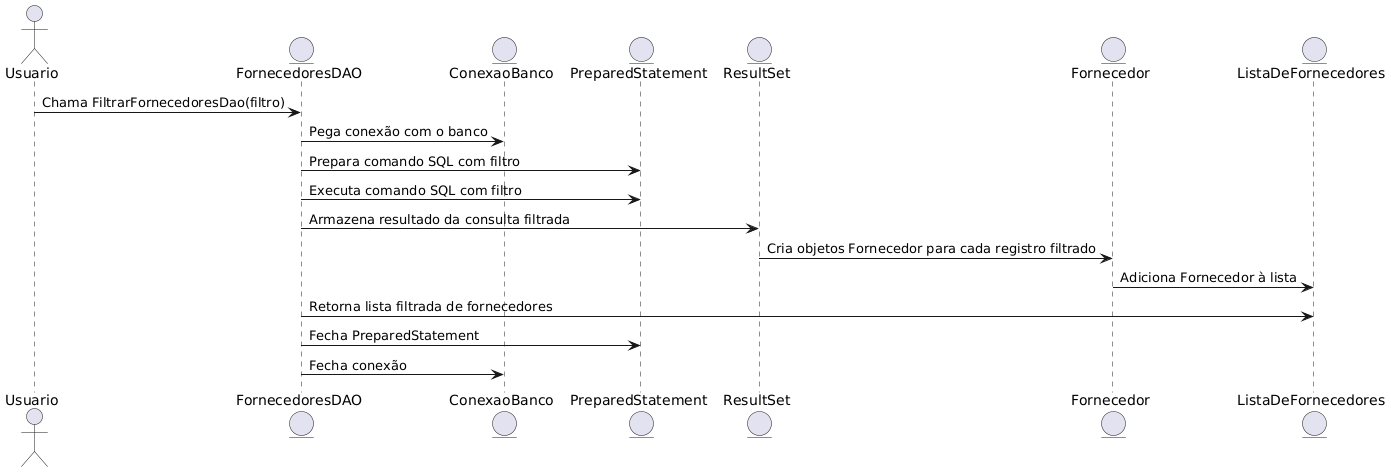 Usuario
FornecedoresDAO
ConexaoBanco
PreparedStatement
ResultSet
Fornecedor
ListaDeFornecedores
Chama FiltrarFornecedoresDao(filtro)
Pega conexão com o banco
Prepara comando SQL com filtro
Executa comando SQL com filtro
Armazena resultado da consulta filtrada
Cria objetos Fornecedor para cada registro filtrado
Adiciona Fornecedor à lista
Retorna lista filtrada de fornecedores
Fecha PreparedStatement
Fecha conexão
Usuario
FornecedoresDAO
ConexaoBanco
PreparedStatement
ResultSet
Fornecedor
ListaDeFornecedores